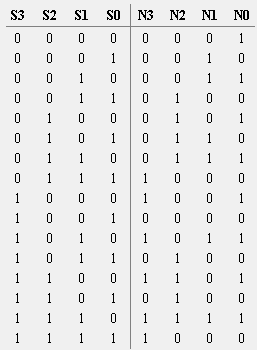 S3 S2 S1 S0 N3 N2 N1 N0
0 0 0 0 0 0 0 1
0 0 0 1 0 0 1 0
0 0 1 0 0 0 1 1
0 0 1 1 0 1 0 0
0 1 0 0 0 1 0 1
0 1 0 1 0 1 1 0
0 1 1 0 0 1 1 1
0 1 1 1 1 0 0 0
1 0 0 0 1 0 0 1
1 0 0 1 0 0 0 0
1 0 1 0 1 0 1 1
1 0 1 1 0 1 0 0
1 1 0 0 1 1 0 1
1 1 0 1 0 1 0 0
1 1 1 0 1 1 1 1
1 1 1 1 1 0 0 0